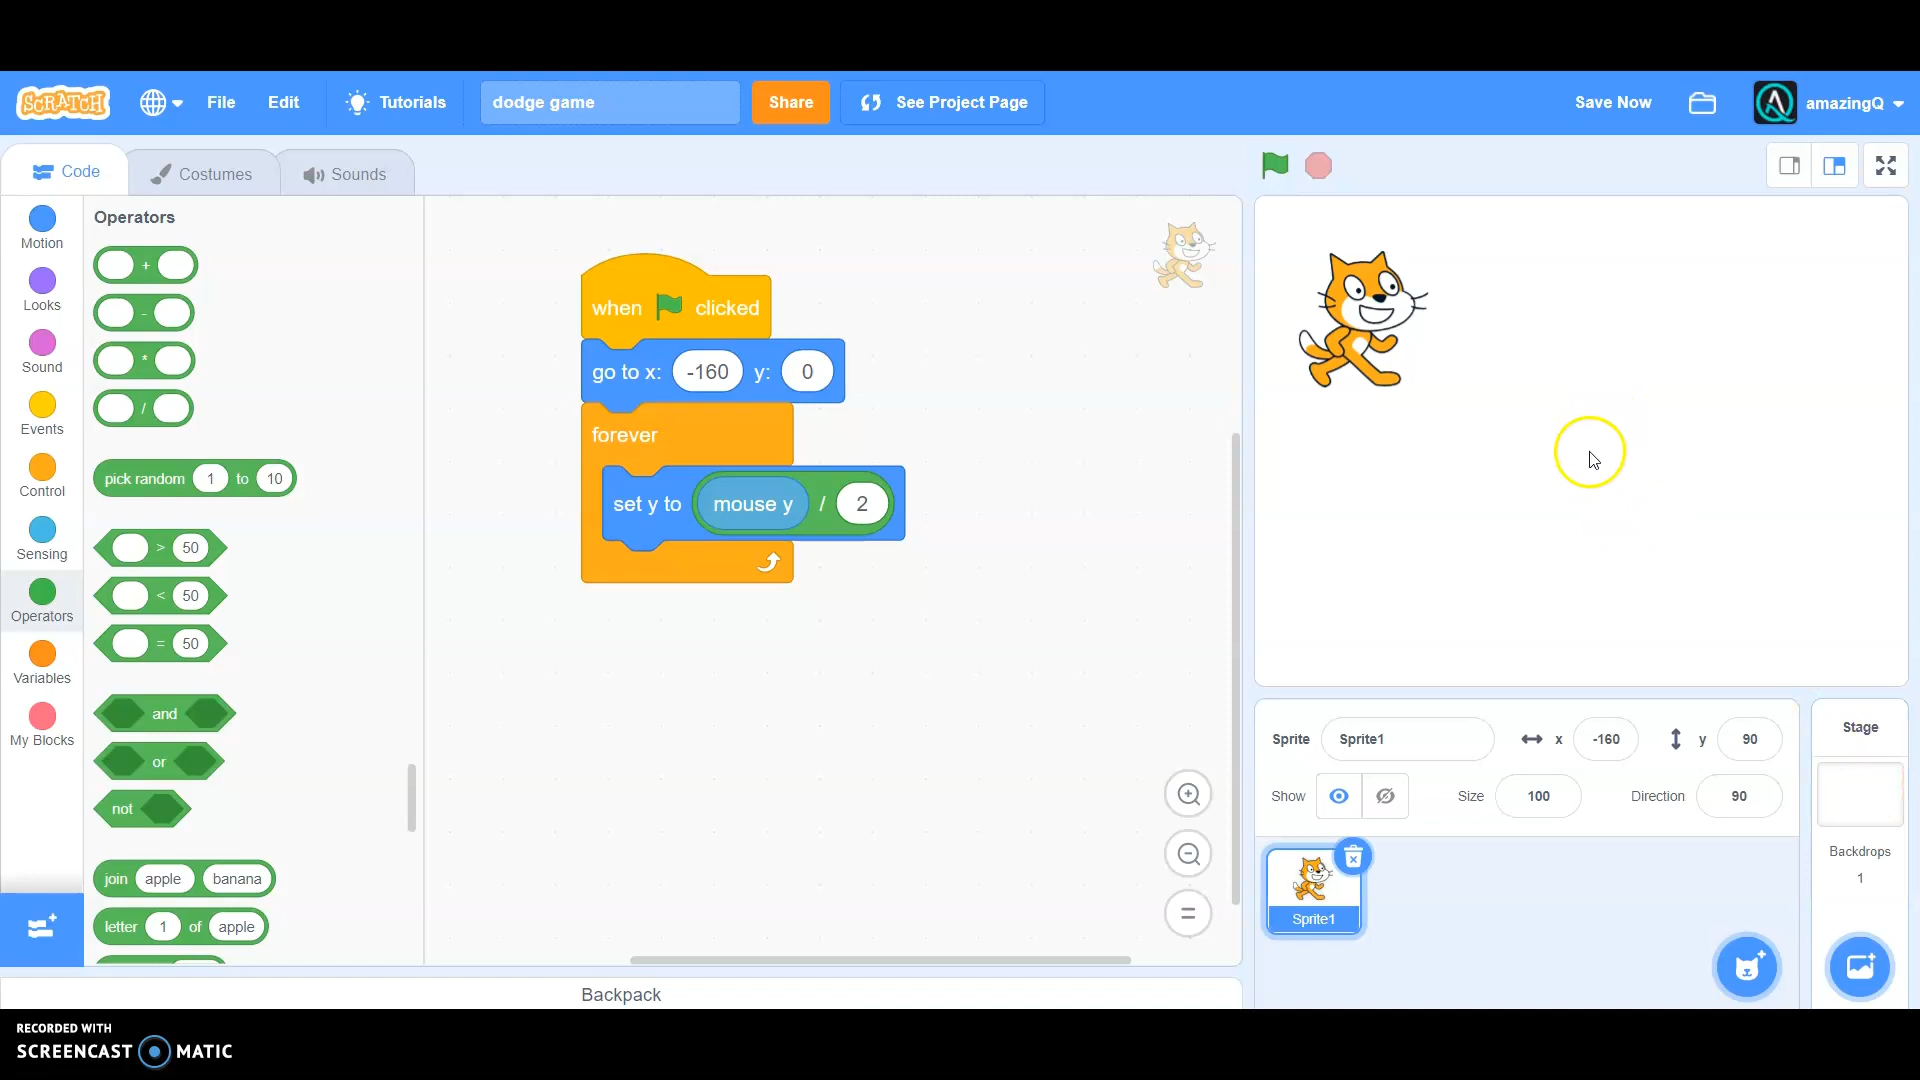 SCRATCH
File
Edit
Tutorials
dodge game
Share
See Project Page
Save Now
amazingQ
Code
Costumes
Sounds
Motion
Looks
Sound
Events
Control
Sensing
Operators
Variables
My Blocks
Operators
+
-
*
/
pick random 1 to 10
> 50
< 50
= 50
and
or
not
join apple banana
letter 1 of apple
when clicked
go to x: -160 y: 0
forever
set y to mouse y / 2
Sprite Sprite1 x -160 y 90
Show Size 100 Direction 90
Sprite1
Stage
Backdrops
1
Backpack
RECORDED WITH
SCREENCAST MATIC